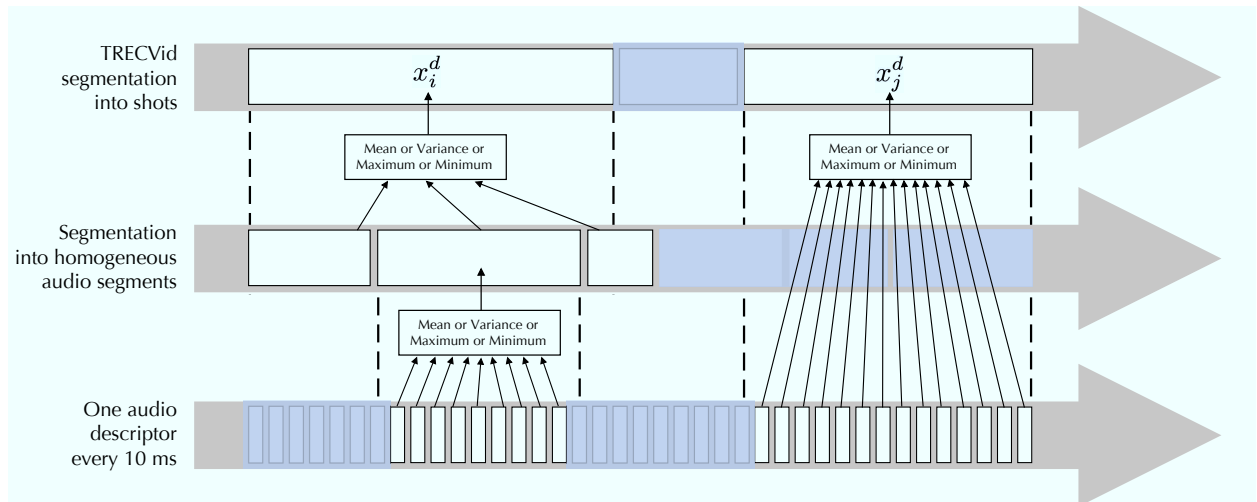 TRECVid
segmentation
into shots
x_i^d
x_j^d
Mean or Variance or
Maximum or Minimum
Mean or Variance or
Maximum or Minimum
Segmentation
into homogeneous
audio segments
Mean or Variance or
Maximum or Minimum
One audio
descriptor
every 10 ms